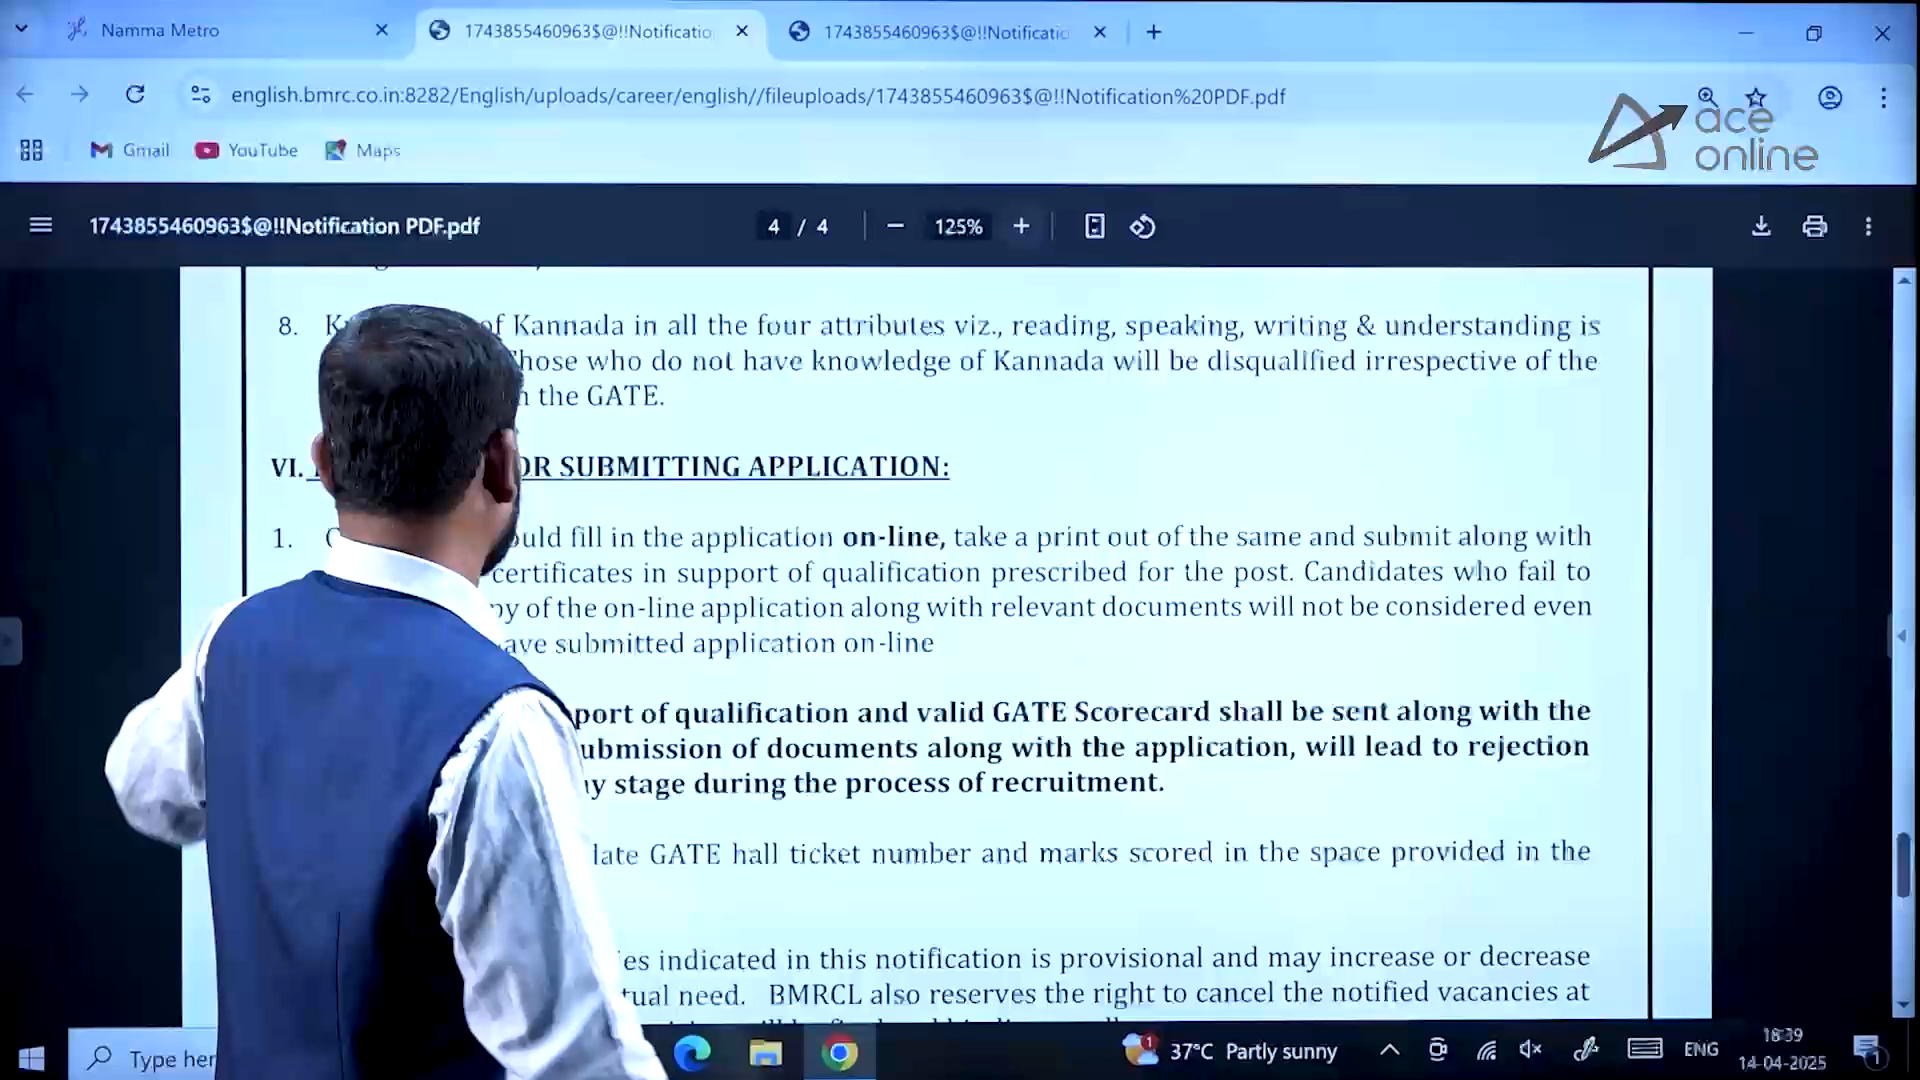 Namma Metro
1743855460963$@!!Notificatio
1743855460963$@!!Notificatio
english.bmrc.co.in:8282/English/uploads/career/english//fileuploads/1743855460963$@!!Notification%20PDF.pdf
ace
online
Gmail
YouTube
Maps
1743855460963$@!!Notification PDF.pdf
4 / 4
125%
8. of Kannada in all the four attributes viz., reading, speaking, writing & understanding is
hose who do not have knowledge of Kannada will be disqualified irrespective of the
the GATE.
VI. OR SUBMITTING APPLICATION:
1. ould fill in the application on-line, take a print out of the same and submit along with
certificates in support of qualification prescribed for the post. Candidates who fail to
py of the on-line application along with relevant documents will not be considered even
ave submitted application on-line
port of qualification and valid GATE Scorecard shall be sent along with the
ubmission of documents along with the application, will lead to rejection
y stage during the process of recruitment.
late GATE hall ticket number and marks scored in the space provided in the
ies indicated in this notification is provisional and may increase or decrease
tual need. BMRCL also reserves the right to cancel the notified vacancies at
Type her
1
37°C Partly sunny
ENG
18:39
14-04-2025
1